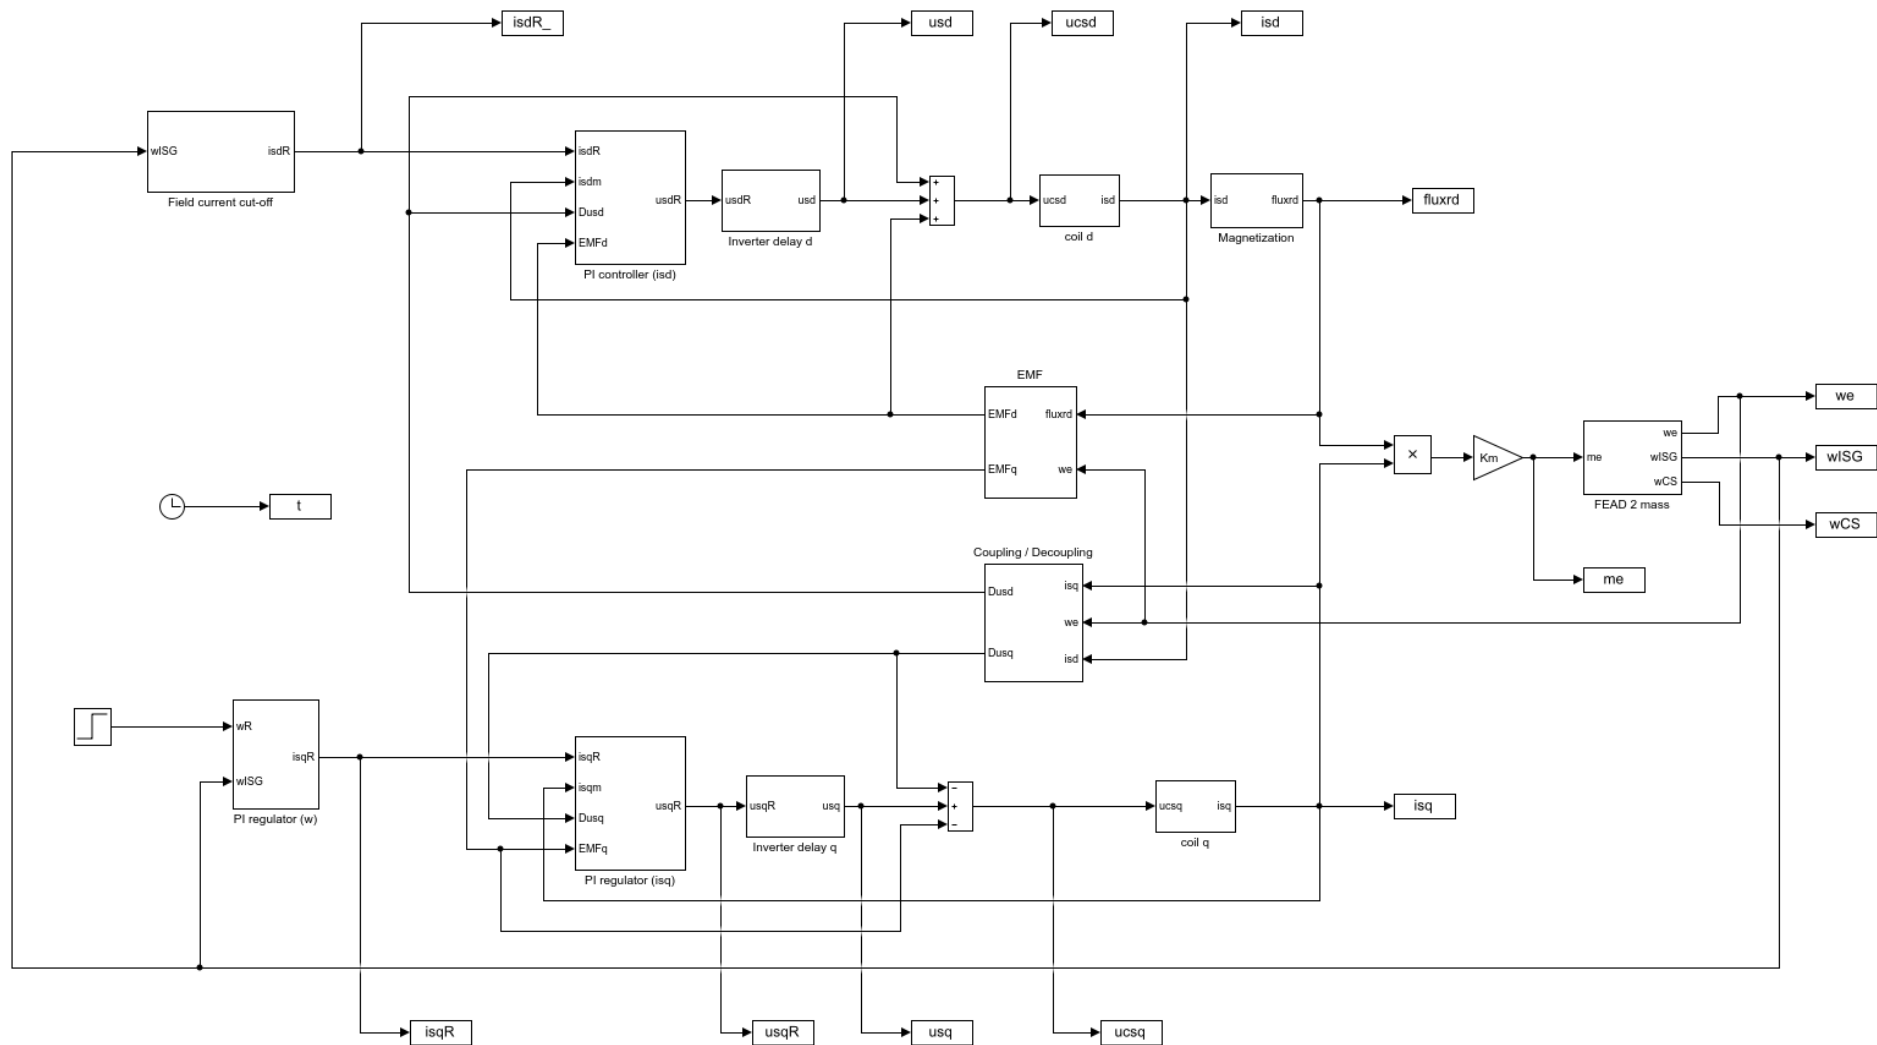 isdR_
usd
ucsd
isd
wISG
isdR
Field current cut-off
isdR
isdm
Dusd
EMFd
usdR
PI controller (isd)
usdR
usd
Inverter delay d
+
+
+
ucsd
isd
coil d
isd
fluxrd
Magnetization
fluxrd
EMF
EMFd
fluxrd
EMFq
we
×
Km
me
we
wISG
wCS
FEAD 2 mass
we
wISG
wCS
me
t
Coupling / Decoupling
Dusd
Dusq
isq
we
isd
wR
wISG
isqR
PI regulator (w)
isqR
isqm
Dusq
EMFq
usqR
PI regulator (isq)
usqR
usq
Inverter delay q
−
+
−
ucsq
isq
coil q
isq
isqR
usqR
usq
ucsq